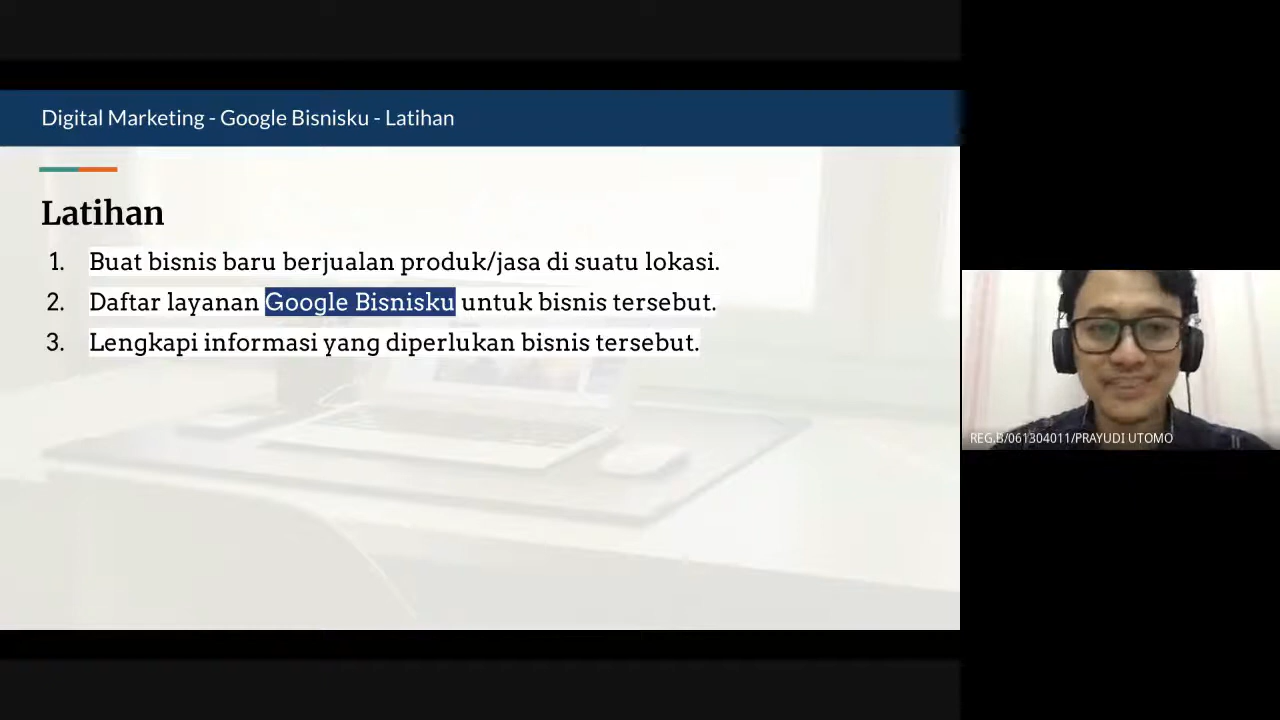 Digital Marketing - Google Bisnisku - Latihan
Latihan
1. Buat bisnis baru berjualan produk/jasa di suatu lokasi.
2. Daftar layanan Google Bisnisku untuk bisnis tersebut.
3. Lengkapi informasi yang diperlukan bisnis tersebut.
REG.B/061304011/PRAYUDI UTOMO